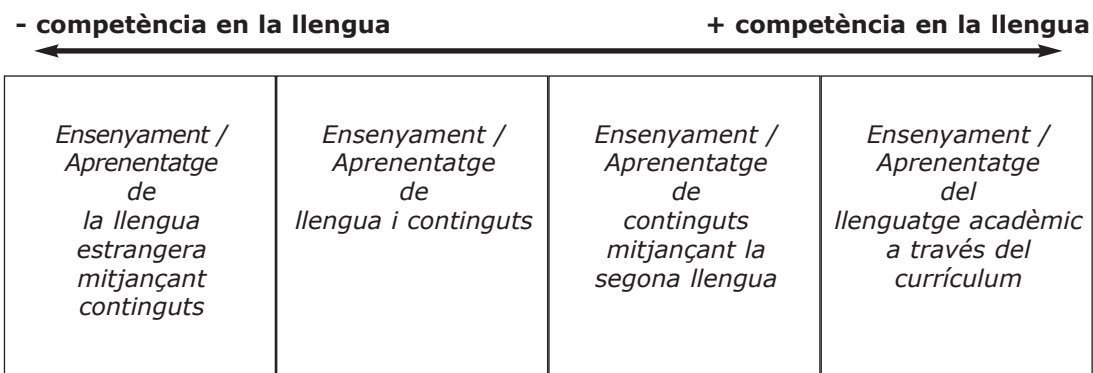 - competència en la llengua
+ competència en la llengua
Ensenyament /
Aprenentatge
de
la llengua
estrangera
mitjançant
continguts
Ensenyament /
Aprenentatge
de
llengua i continguts
Ensenyament /
Aprenentatge
de
continguts
mitjançant la
segona llengua
Ensenyament /
Aprenentatge
del
llenguatge acadèmic
a través del
currículum